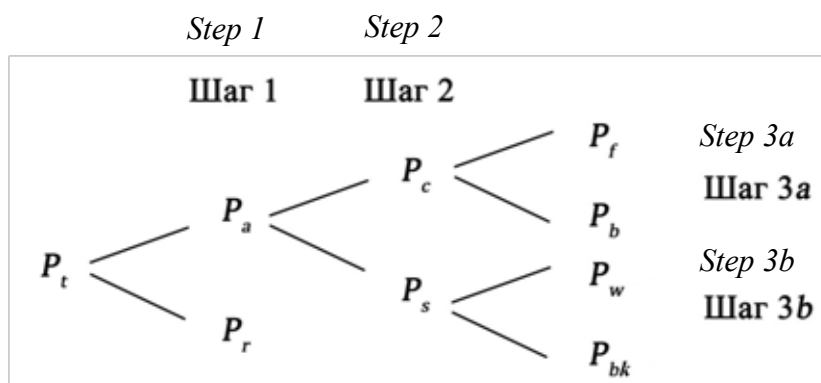 Step 1 Step 2
Шаг 1 Шаг 2
P_f Step 3a
P_c Шаг 3a
P_a P_b
P_t Step 3b
P_s P_w Шаг 3b
P_r
P_bk